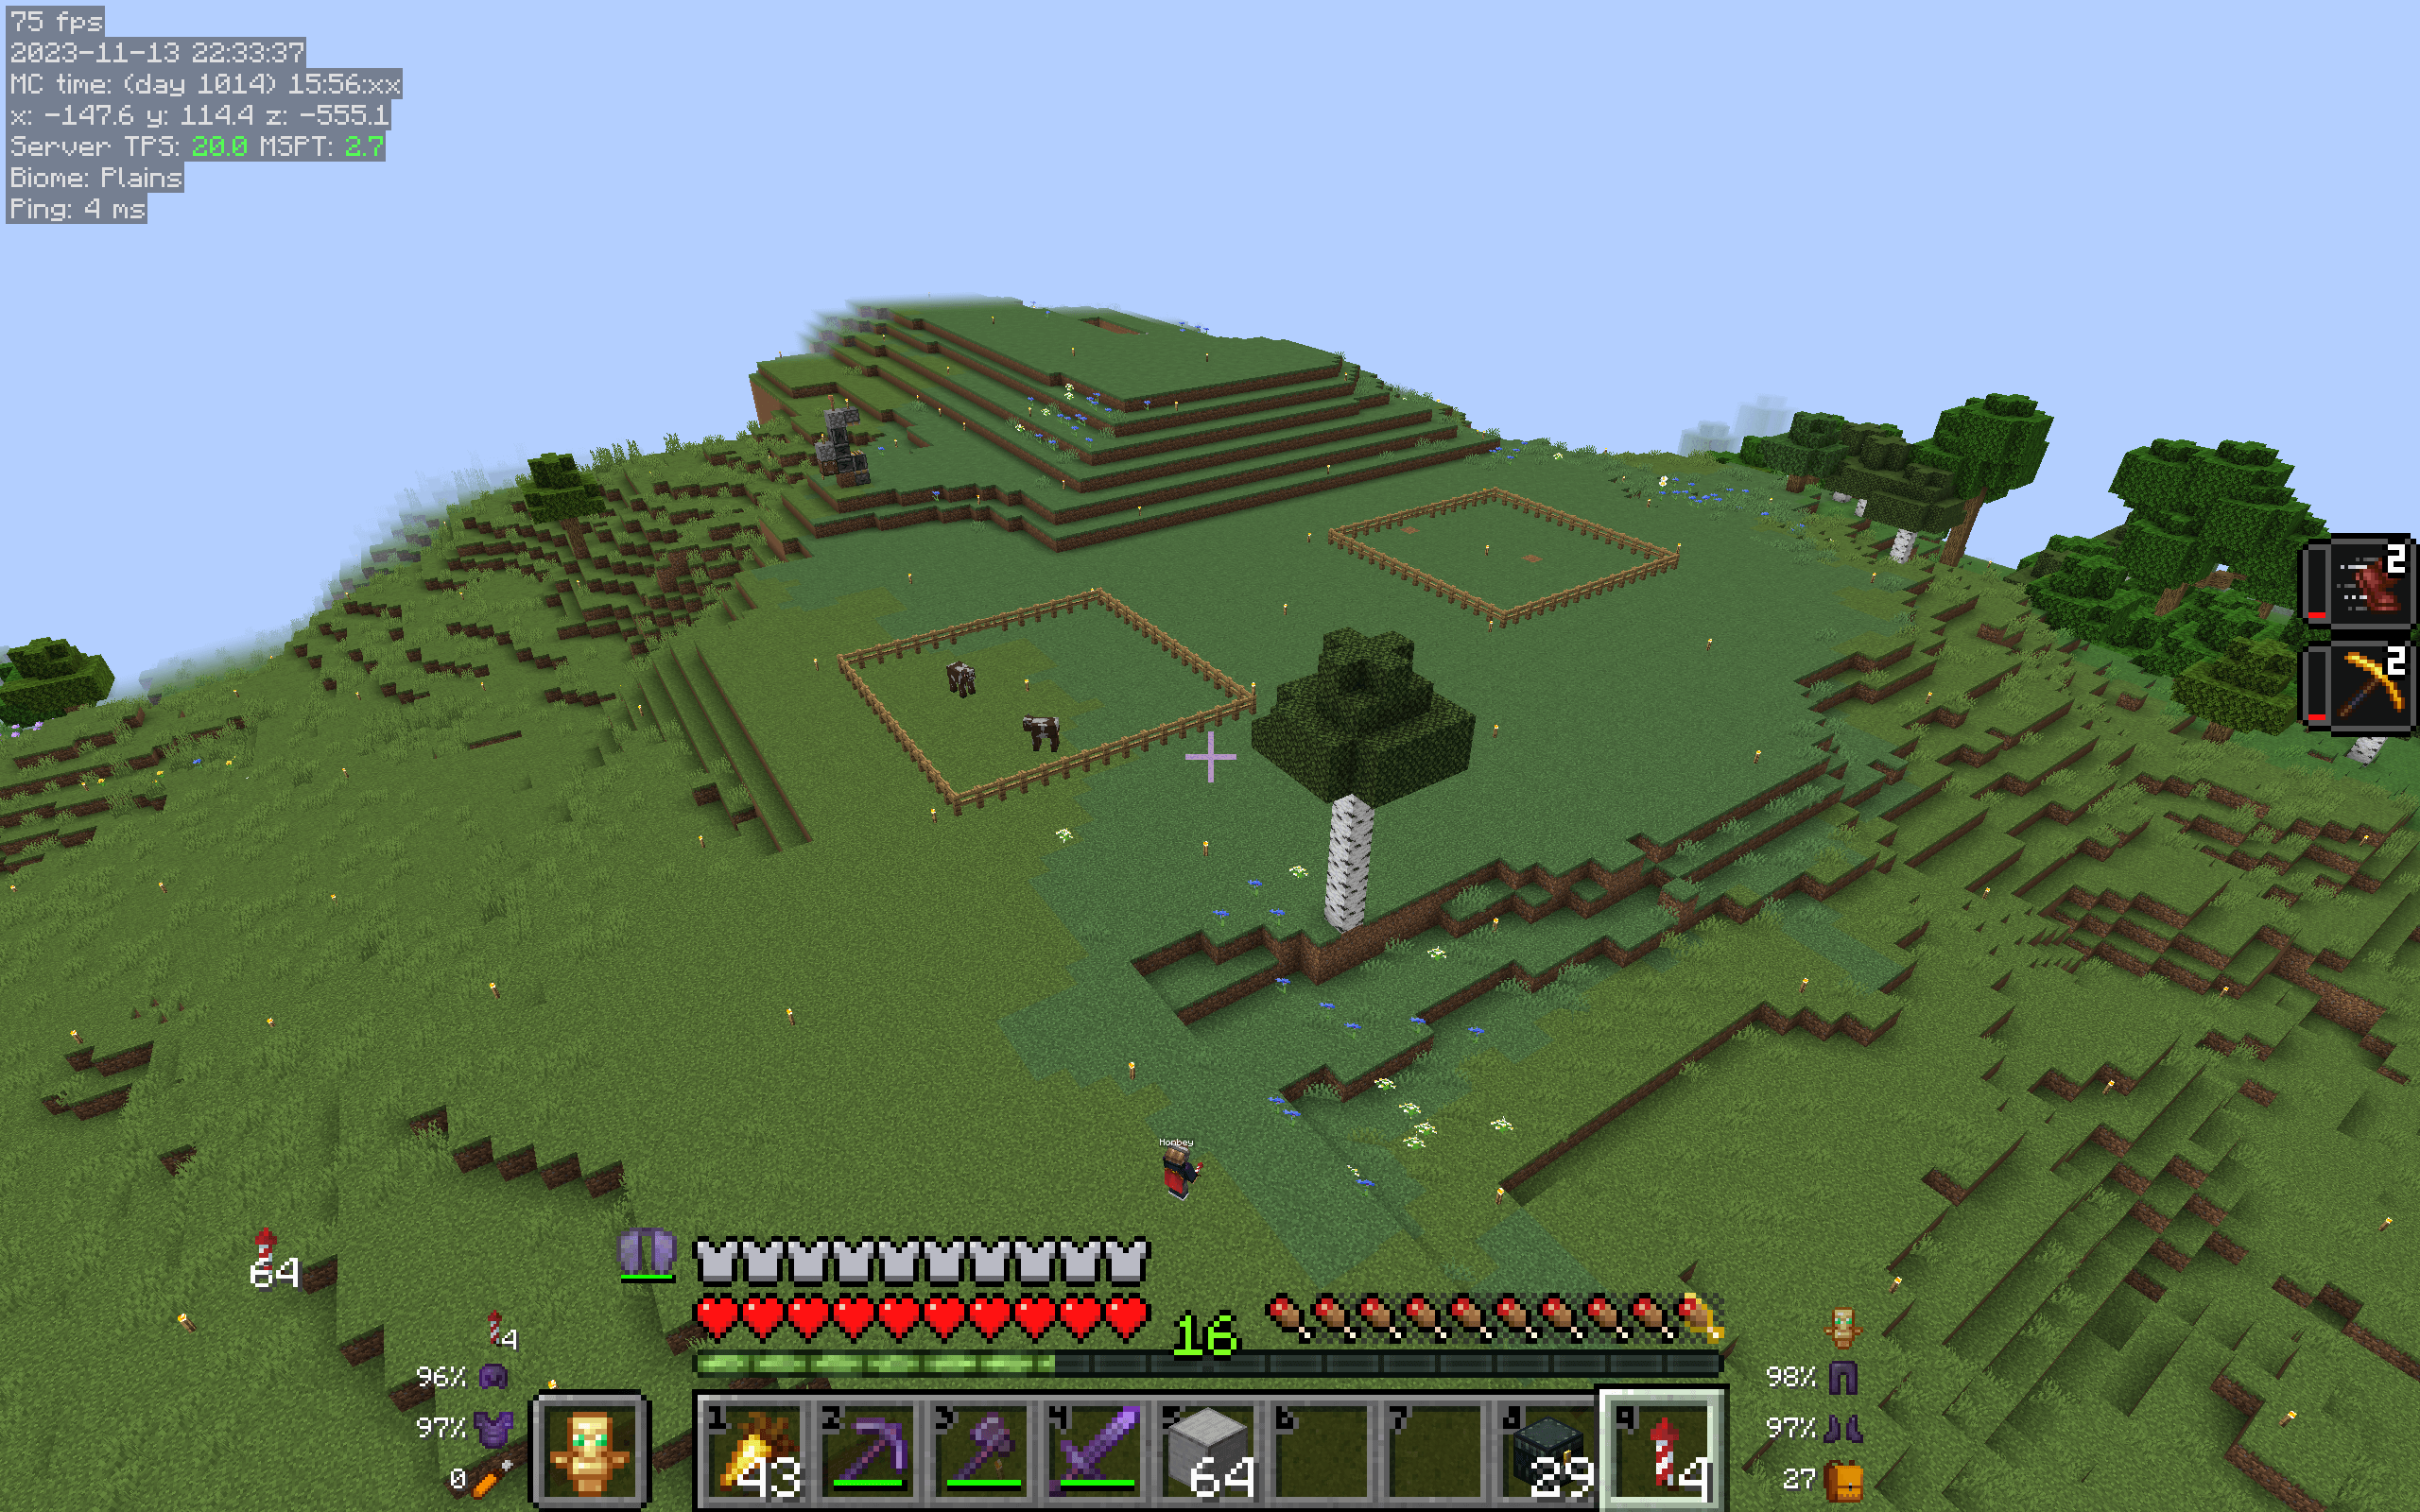 75 fps
2023-11-13 22:33:37
MC time: (day 1014) 15:56:xx
x: -147.6 y: 114.4 z: -555.1
Server TPS: 20.0 MSPT: 2.7
Biome: Plains
Ping: 4 ms
2
2
Honbey
64
4
16
96%
98%
97%
97%
0
27
1 2 3 4 5 6 7 8 9
43 64 29 4